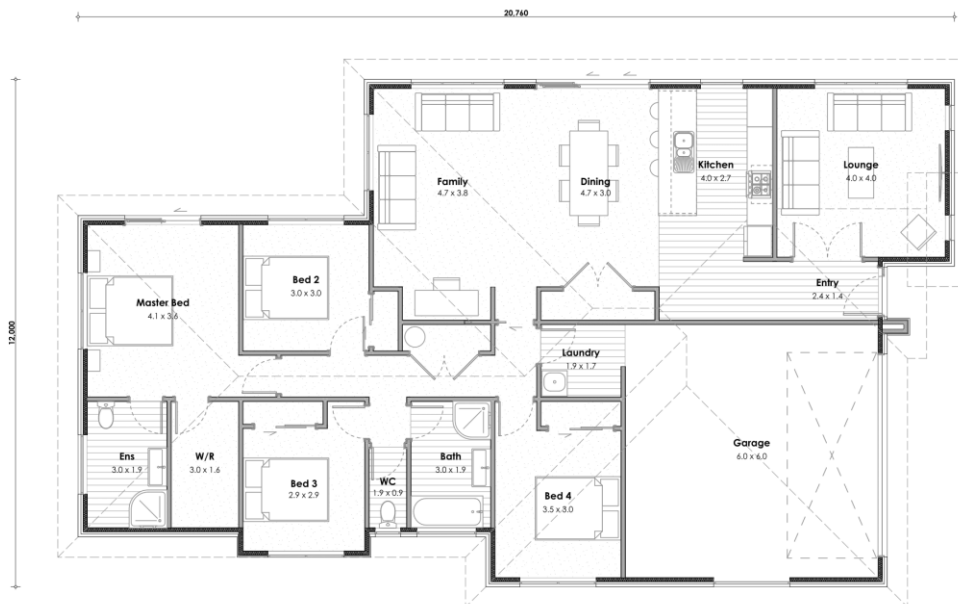 20,760
12,000
Family
4.7 x 3.8
Dining
4.7 x 3.0
Kitchen
4.0 x 2.7
Lounge
4.0 x 4.0
Master Bed
4.1 x 3.6
Bed 2
3.0 x 3.0
Entry
2.4 x 1.4
Laundry
1.9 x 1.7
Garage
6.0 x 6.0
Ens
3.0 x 1.9
W/R
3.0 x 1.6
Bed 3
2.9 x 2.9
WC
1.9 x 0.9
Bath
3.0 x 1.9
Bed 4
3.5 x 3.0